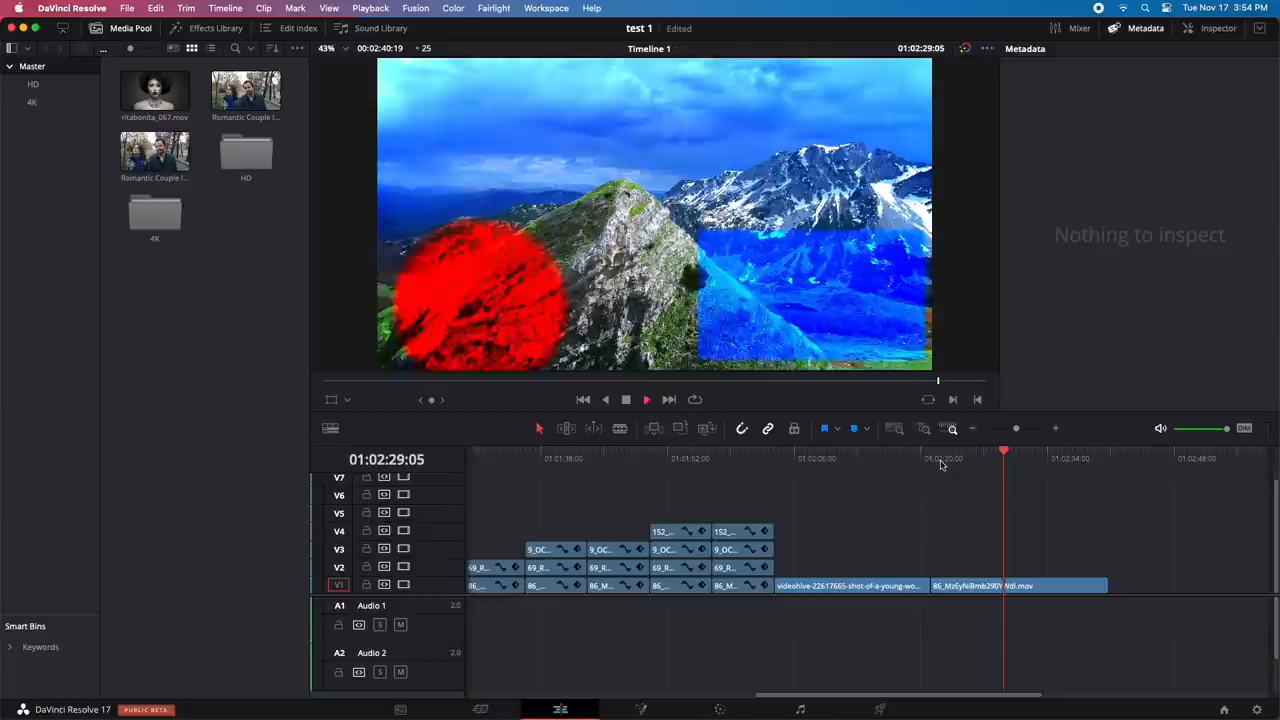 DaVinci Resolve File Edit Trim Timeline Clip Mark View Playback Fusion Color Fairlight Workspace Help Tue Nov 17 3:54 PM
Media Pool Effects Library Edit Index Sound Library test 1 Edited Mixer Metadata Inspector
43% 00:02:40:19 25 Timeline 1 01:02:29:05 Metadata
Master
HD
4K
ritabonita_067.mov Romantic Couple I...
Romantic Couple I... HD
4K
Nothing to inspect
DIM
01:02:29:05 01:01:38:00 01:01:52:00 01:02:06:00 01:02:20:00 01:02:34:00 01:02:48:00
V7
V6
V5
V4 152_... 152_...
V3 9_OC... 9_OC... 9_OC... 9_OC...
V2 69_R... 69_R... 69_R... 69_R... 69_R...
V1 86_... 86_... 86_M... 86_... 86_M... videohive-22617665-shot-of-a-young-wo...
A1 Audio 1 2.0
S M
A2 Audio 2 2.0
S M
Smart Bins
Keywords
DaVinci Resolve 17 PUBLIC BETA